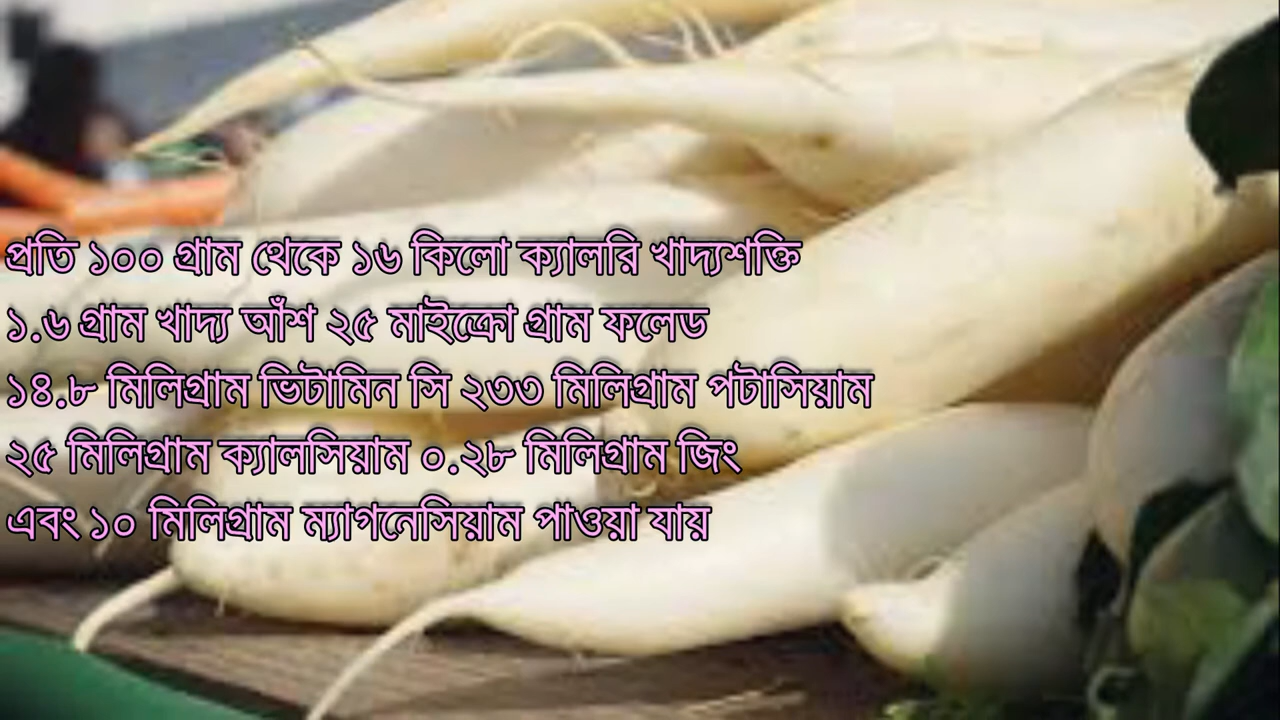 প্রতি ১০০ গ্রাম থেকে ১৬ কিলো ক্যালরি খাদ্যশক্তি
১.৬ গ্রাম খাদ্য আঁশ ২৫ মাইক্রো গ্রাম ফলেড
১৪.৮ মিলিগ্রাম ভিটামিন সি ২৩৩ মিলিগ্রাম পটাসিয়াম
২৫ মিলিগ্রাম ক্যালসিয়াম ০.২৮ মিলিগ্রাম জিং
এবং ১০ মিলিগ্রাম ম্যাগনেসিয়াম পাওয়া যায়